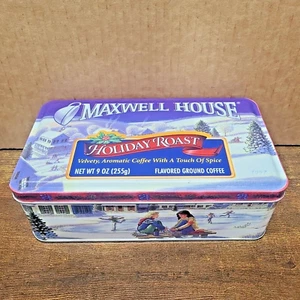 MAXWELL HOUSE
HOLIDAY ROAST
Velvety, Aromatic Coffee With A Touch Of Spice
NET WT 9 OZ (255g) FLAVORED GROUND COFFEE